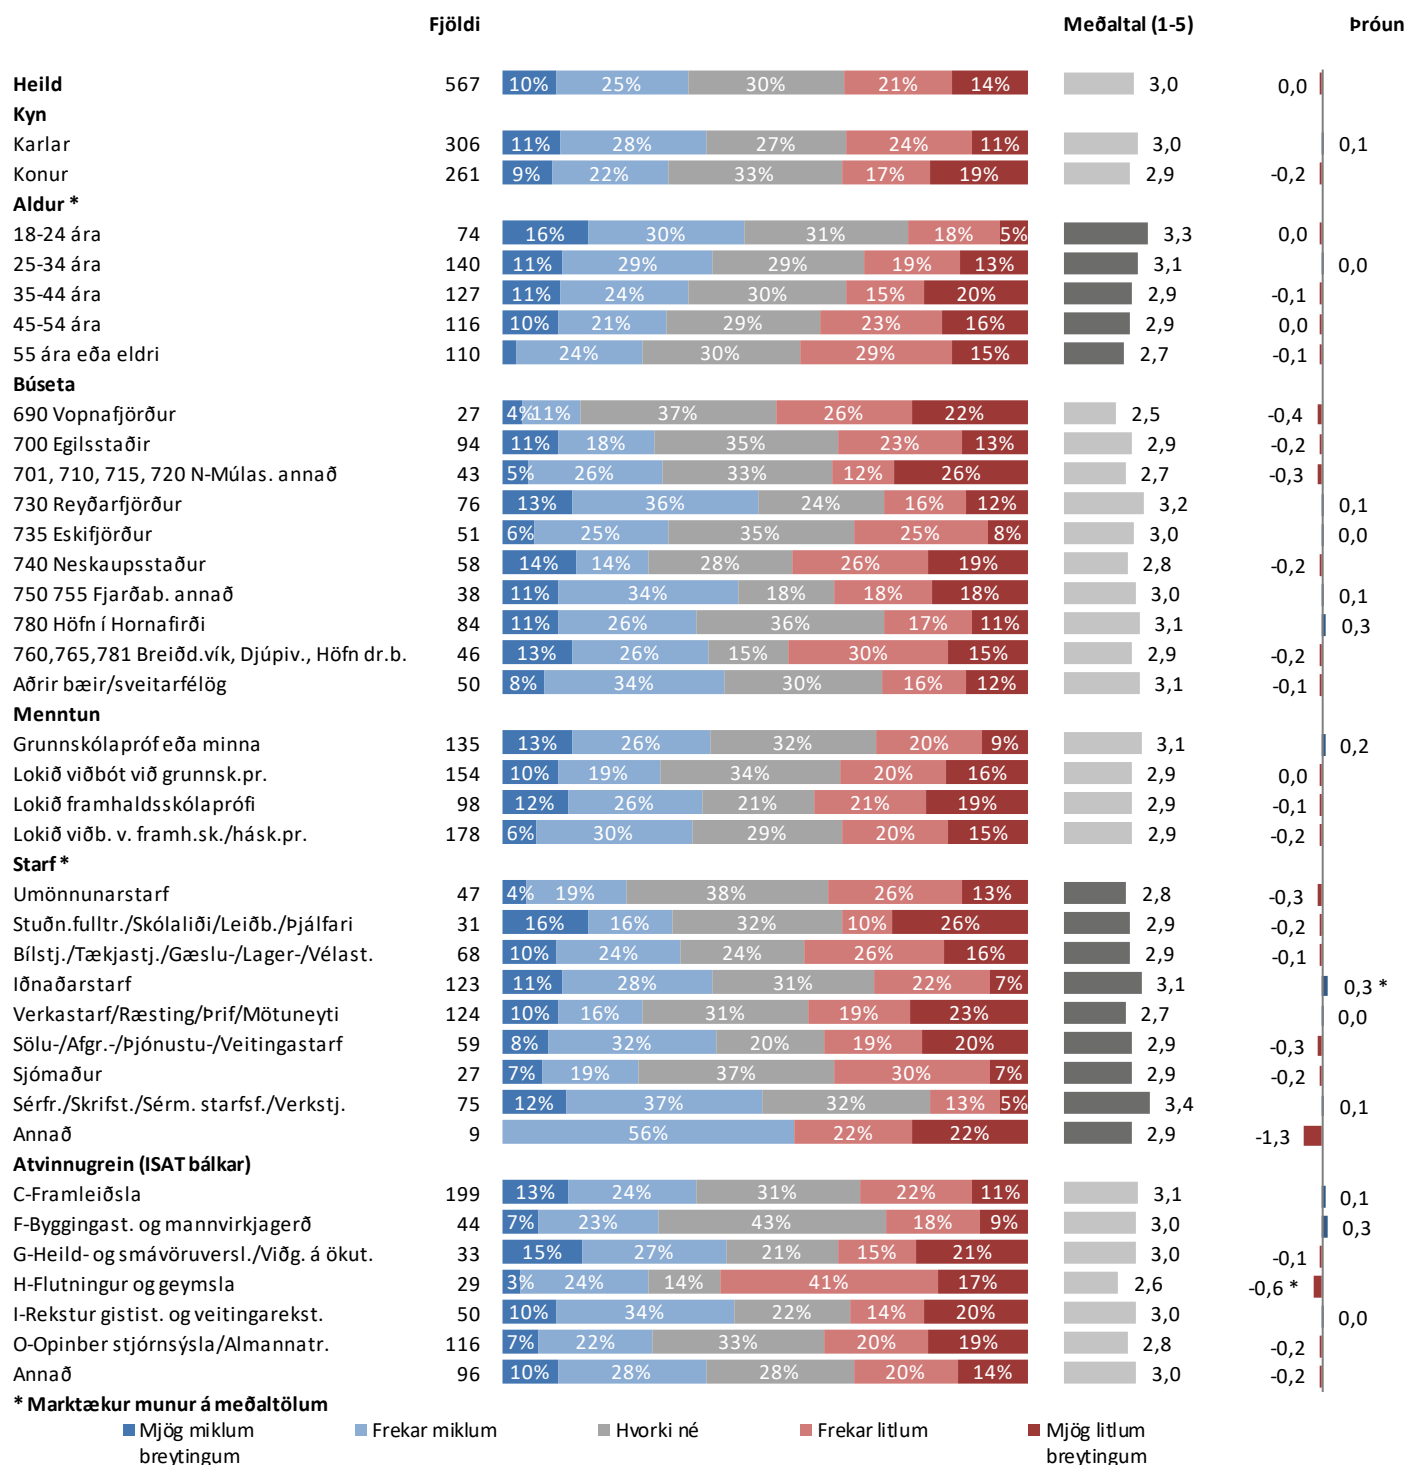 Fjöldi Meðaltal (1-5) Þróun
Heild 567 10% 25% 30% 21% 14% 3,0 0,0
Kyn
Karlar 306 11% 28% 27% 24% 11% 3,0 0,1
Konur 261 9% 22% 33% 17% 19% 2,9 -0,2
Aldur *
18-24 ára 74 16% 30% 31% 18% 5% 3,3 0,0
25-34 ára 140 11% 29% 29% 19% 13% 3,1 0,0
35-44 ára 127 11% 24% 30% 15% 20% 2,9 -0,1
45-54 ára 116 10% 21% 29% 23% 16% 2,9 0,0
55 ára eða eldri 110 24% 30% 29% 15% 2,7 -0,1
Búseta
690 Vopnafjörður 27 4% 11% 37% 26% 22% 2,5 -0,4
700 Egilsstaðir 94 11% 18% 35% 23% 13% 2,9 -0,2
701, 710, 715, 720 N-Múlas. annað 43 5% 26% 33% 12% 26% 2,7 -0,3
730 Reyðarfjörður 76 13% 36% 24% 16% 12% 3,2 0,1
735 Eskifjörður 51 6% 25% 35% 25% 8% 3,0 0,0
740 Neskaupsstaður 58 14% 14% 28% 26% 19% 2,8 -0,2
750 755 Fjarðab. annað 38 11% 34% 18% 18% 18% 3,0 0,1
780 Höfn í Hornafirði 84 11% 26% 36% 17% 11% 3,1 0,3
760,765,781 Breiðd.vík, Djúpiv., Höfn dr.b. 46 13% 26% 15% 30% 15% 2,9 -0,2
Aðrir bæir/sveitarfélög 50 8% 34% 30% 16% 12% 3,1 -0,1
Menntun
Grunnskólapróf eða minna 135 13% 26% 32% 20% 9% 3,1 0,2
Lokið viðbót við grunnsk.pr. 154 10% 19% 34% 20% 16% 2,9 0,0
Lokið framhaldsskólaprófi 98 12% 26% 21% 21% 19% 2,9 -0,1
Lokið viðb. v. framh.sk./hásk.pr. 178 6% 30% 29% 20% 15% 2,9 -0,2
Starf *
Umönnunarstarf 47 4% 19% 38% 26% 13% 2,8 -0,3
Stuðn.fulltr./Skólaliði/Leiðb./Þjálfari 31 16% 16% 32% 10% 26% 2,9 -0,2
Bílstj./Tækjastj./Gæslu-/Lager-/Vélast. 68 10% 24% 24% 26% 16% 2,9 -0,1
Iðnaðarstarf 123 11% 28% 31% 22% 7% 3,1 0,3 *
Verkastarf/Ræsting/Þrif/Mötuneyti 124 10% 16% 31% 19% 23% 2,7 0,0
Sölu-/Afgr.-/Þjónustu-/Veitingastarf 59 8% 32% 20% 19% 20% 2,9 -0,3
Sjómaður 27 7% 19% 37% 30% 7% 2,9 -0,2
Sérfr./Skrifst./Sérm. starfsf./Verkstj. 75 12% 37% 32% 13% 5% 3,4 0,1
Annað 9 56% 22% 22% 2,9 -1,3
Atvinnugrein (ISAT bálkar)
C-Framleiðsla 199 13% 24% 31% 22% 11% 3,1 0,1
F-Byggingast. og mannvirkjagerð 44 7% 23% 43% 18% 9% 3,0 0,3
G-Heild- og smávöruversl./Viðg. á ökut. 33 15% 27% 21% 15% 21% 3,0 -0,1
H-Flutningur og geymsla 29 3% 24% 14% 41% 17% 2,6 -0,6 *
I-Rekstur gistist. og veitingarekst. 50 10% 34% 22% 14% 20% 3,0 0,0
O-Opinber stjórnsýsla/Almannatr. 116 7% 22% 33% 20% 19% 2,8 -0,2
Annað 96 10% 28% 28% 20% 14% 3,0 -0,2
* Marktækur munur á meðaltölum
Mjög miklum Frekar miklum Hvorki né Frekar litlum Mjög litlum
breytingum breytingum